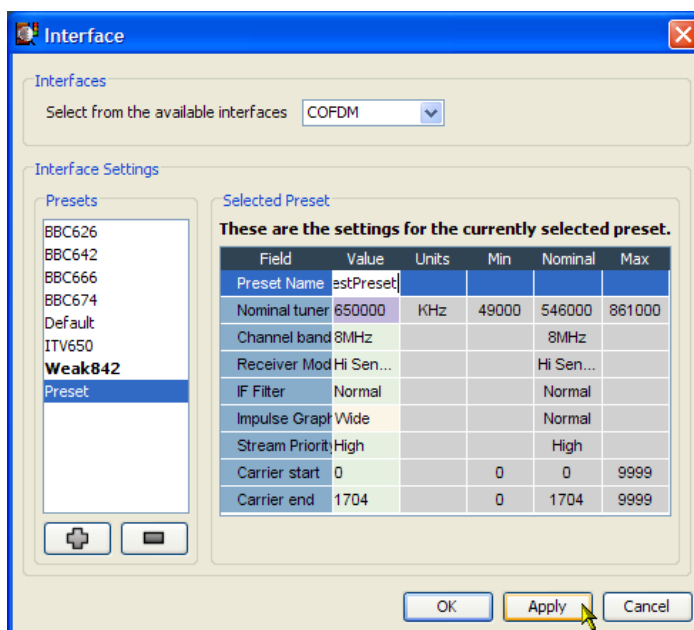 Interface
Interfaces
Select from the available interfaces COFDM
Interface Settings
Presets
BBC626
BBC642
BBC666
BBC674
Default
ITV650
Weak842
Preset
Selected Preset
These are the settings for the currently selected preset.
Field Value Units Min Nominal Max
Preset Name estPreset
Nominal tuner 650000 KHz 49000 546000 861000
Channel band 8MHz 8MHz
Receiver Mod Hi Sen... Hi Sen...
IF Filter Normal Normal
Impulse Graph Wide Normal
Stream Priority High High
Carrier start 0 0 0 9999
Carrier end 1704 0 1704 9999
OK Apply Cancel